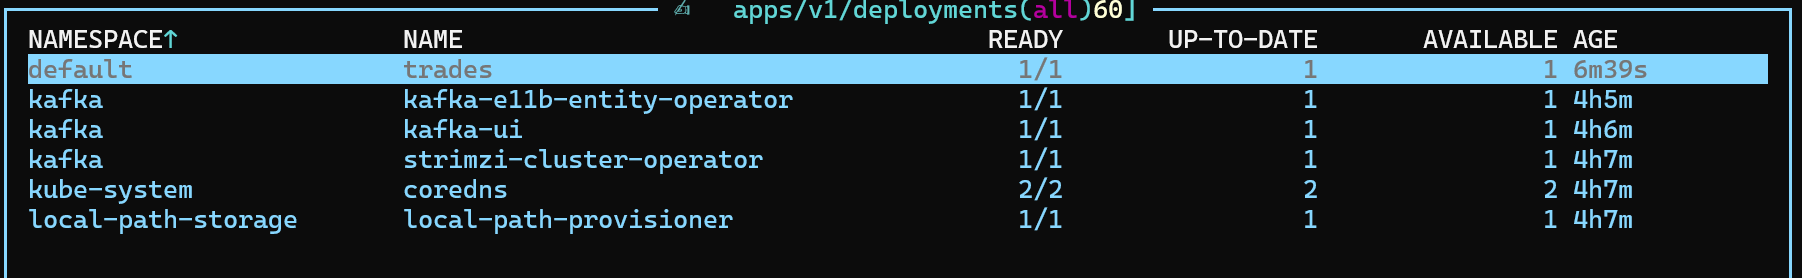 ✍ apps/v1/deployments(all)60]
NAMESPACE↑ NAME READY UP-TO-DATE AVAILABLE AGE
default trades 1/1 1 1 6m39s
kafka kafka-e11b-entity-operator 1/1 1 1 4h5m
kafka kafka-ui 1/1 1 1 4h6m
kafka strimzi-cluster-operator 1/1 1 1 4h7m
kube-system coredns 2/2 2 2 4h7m
local-path-storage local-path-provisioner 1/1 1 1 4h7m